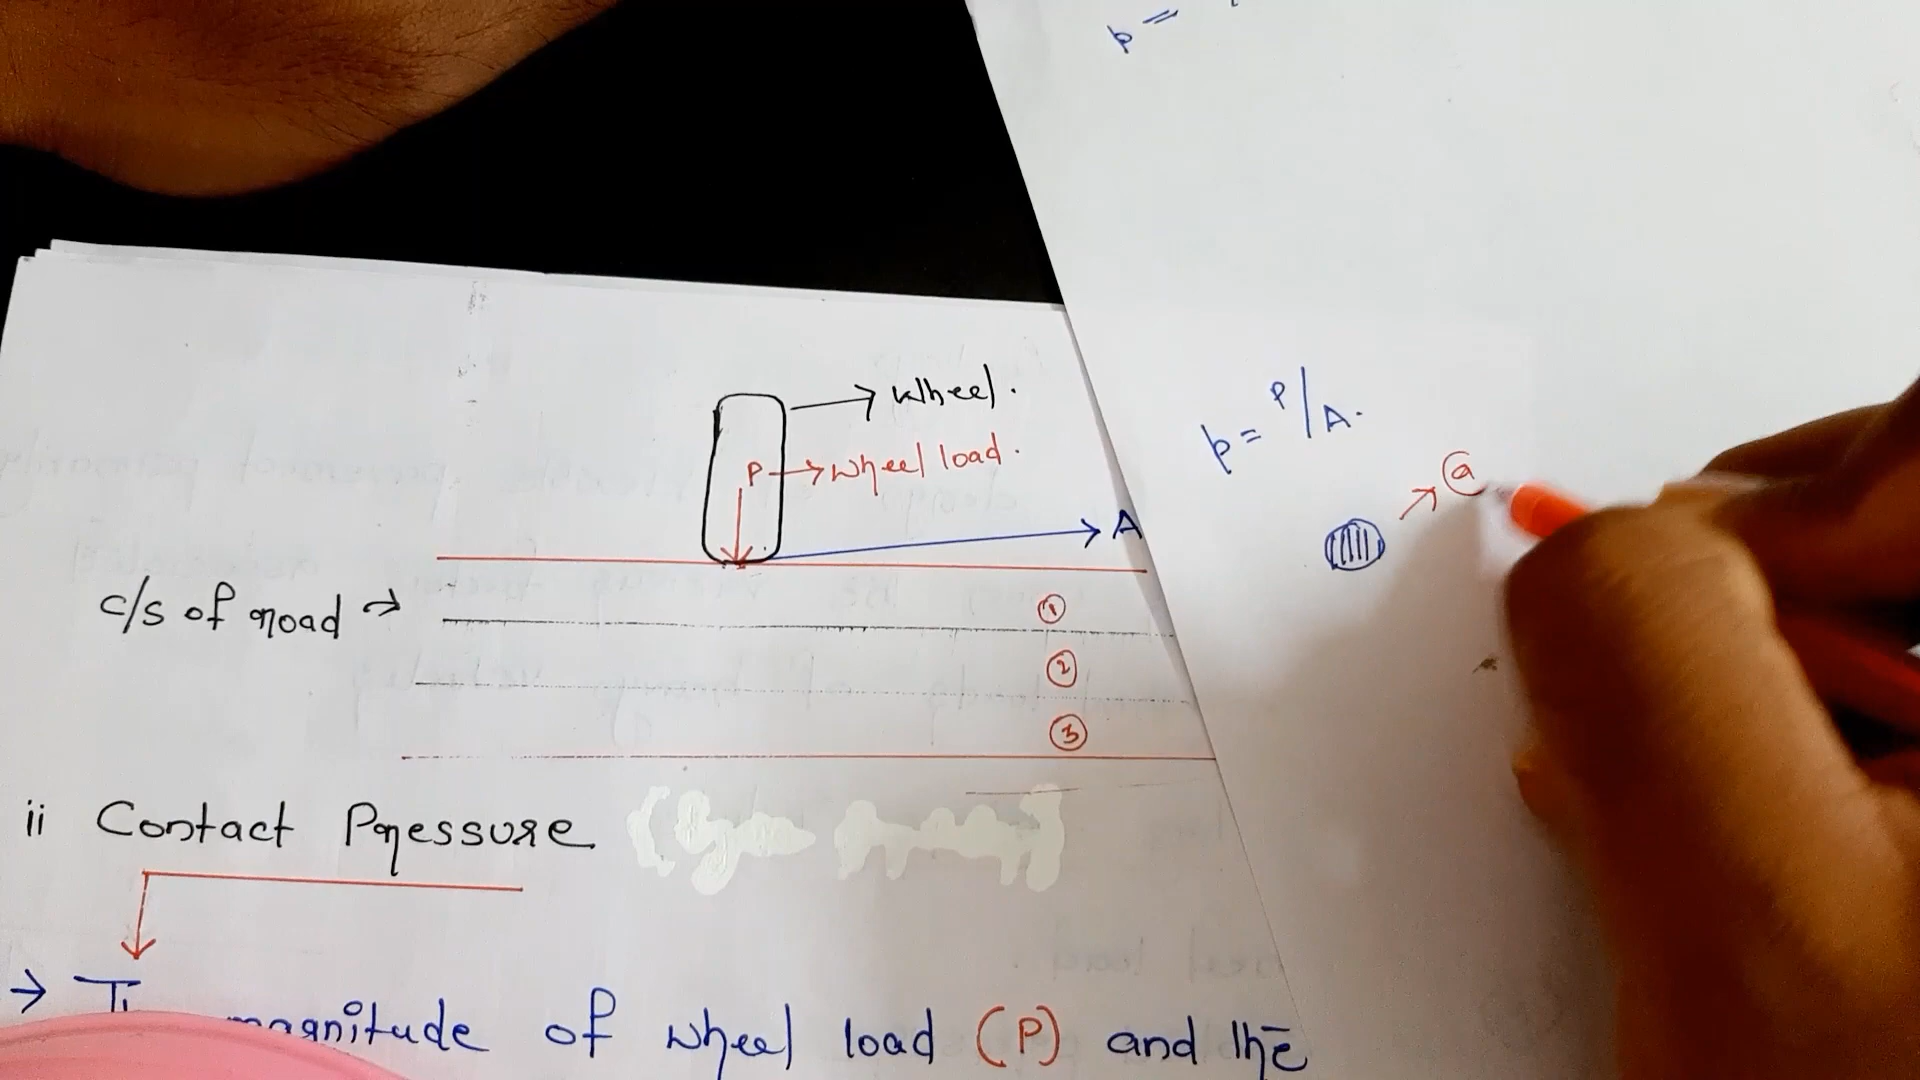 p =
→ wheel.
P → wheel load.
→ A
c/s of road →
1
2
3
p = P/A.
→ a
ii Contact Pressure
→ magnitude of wheel load (P) and the